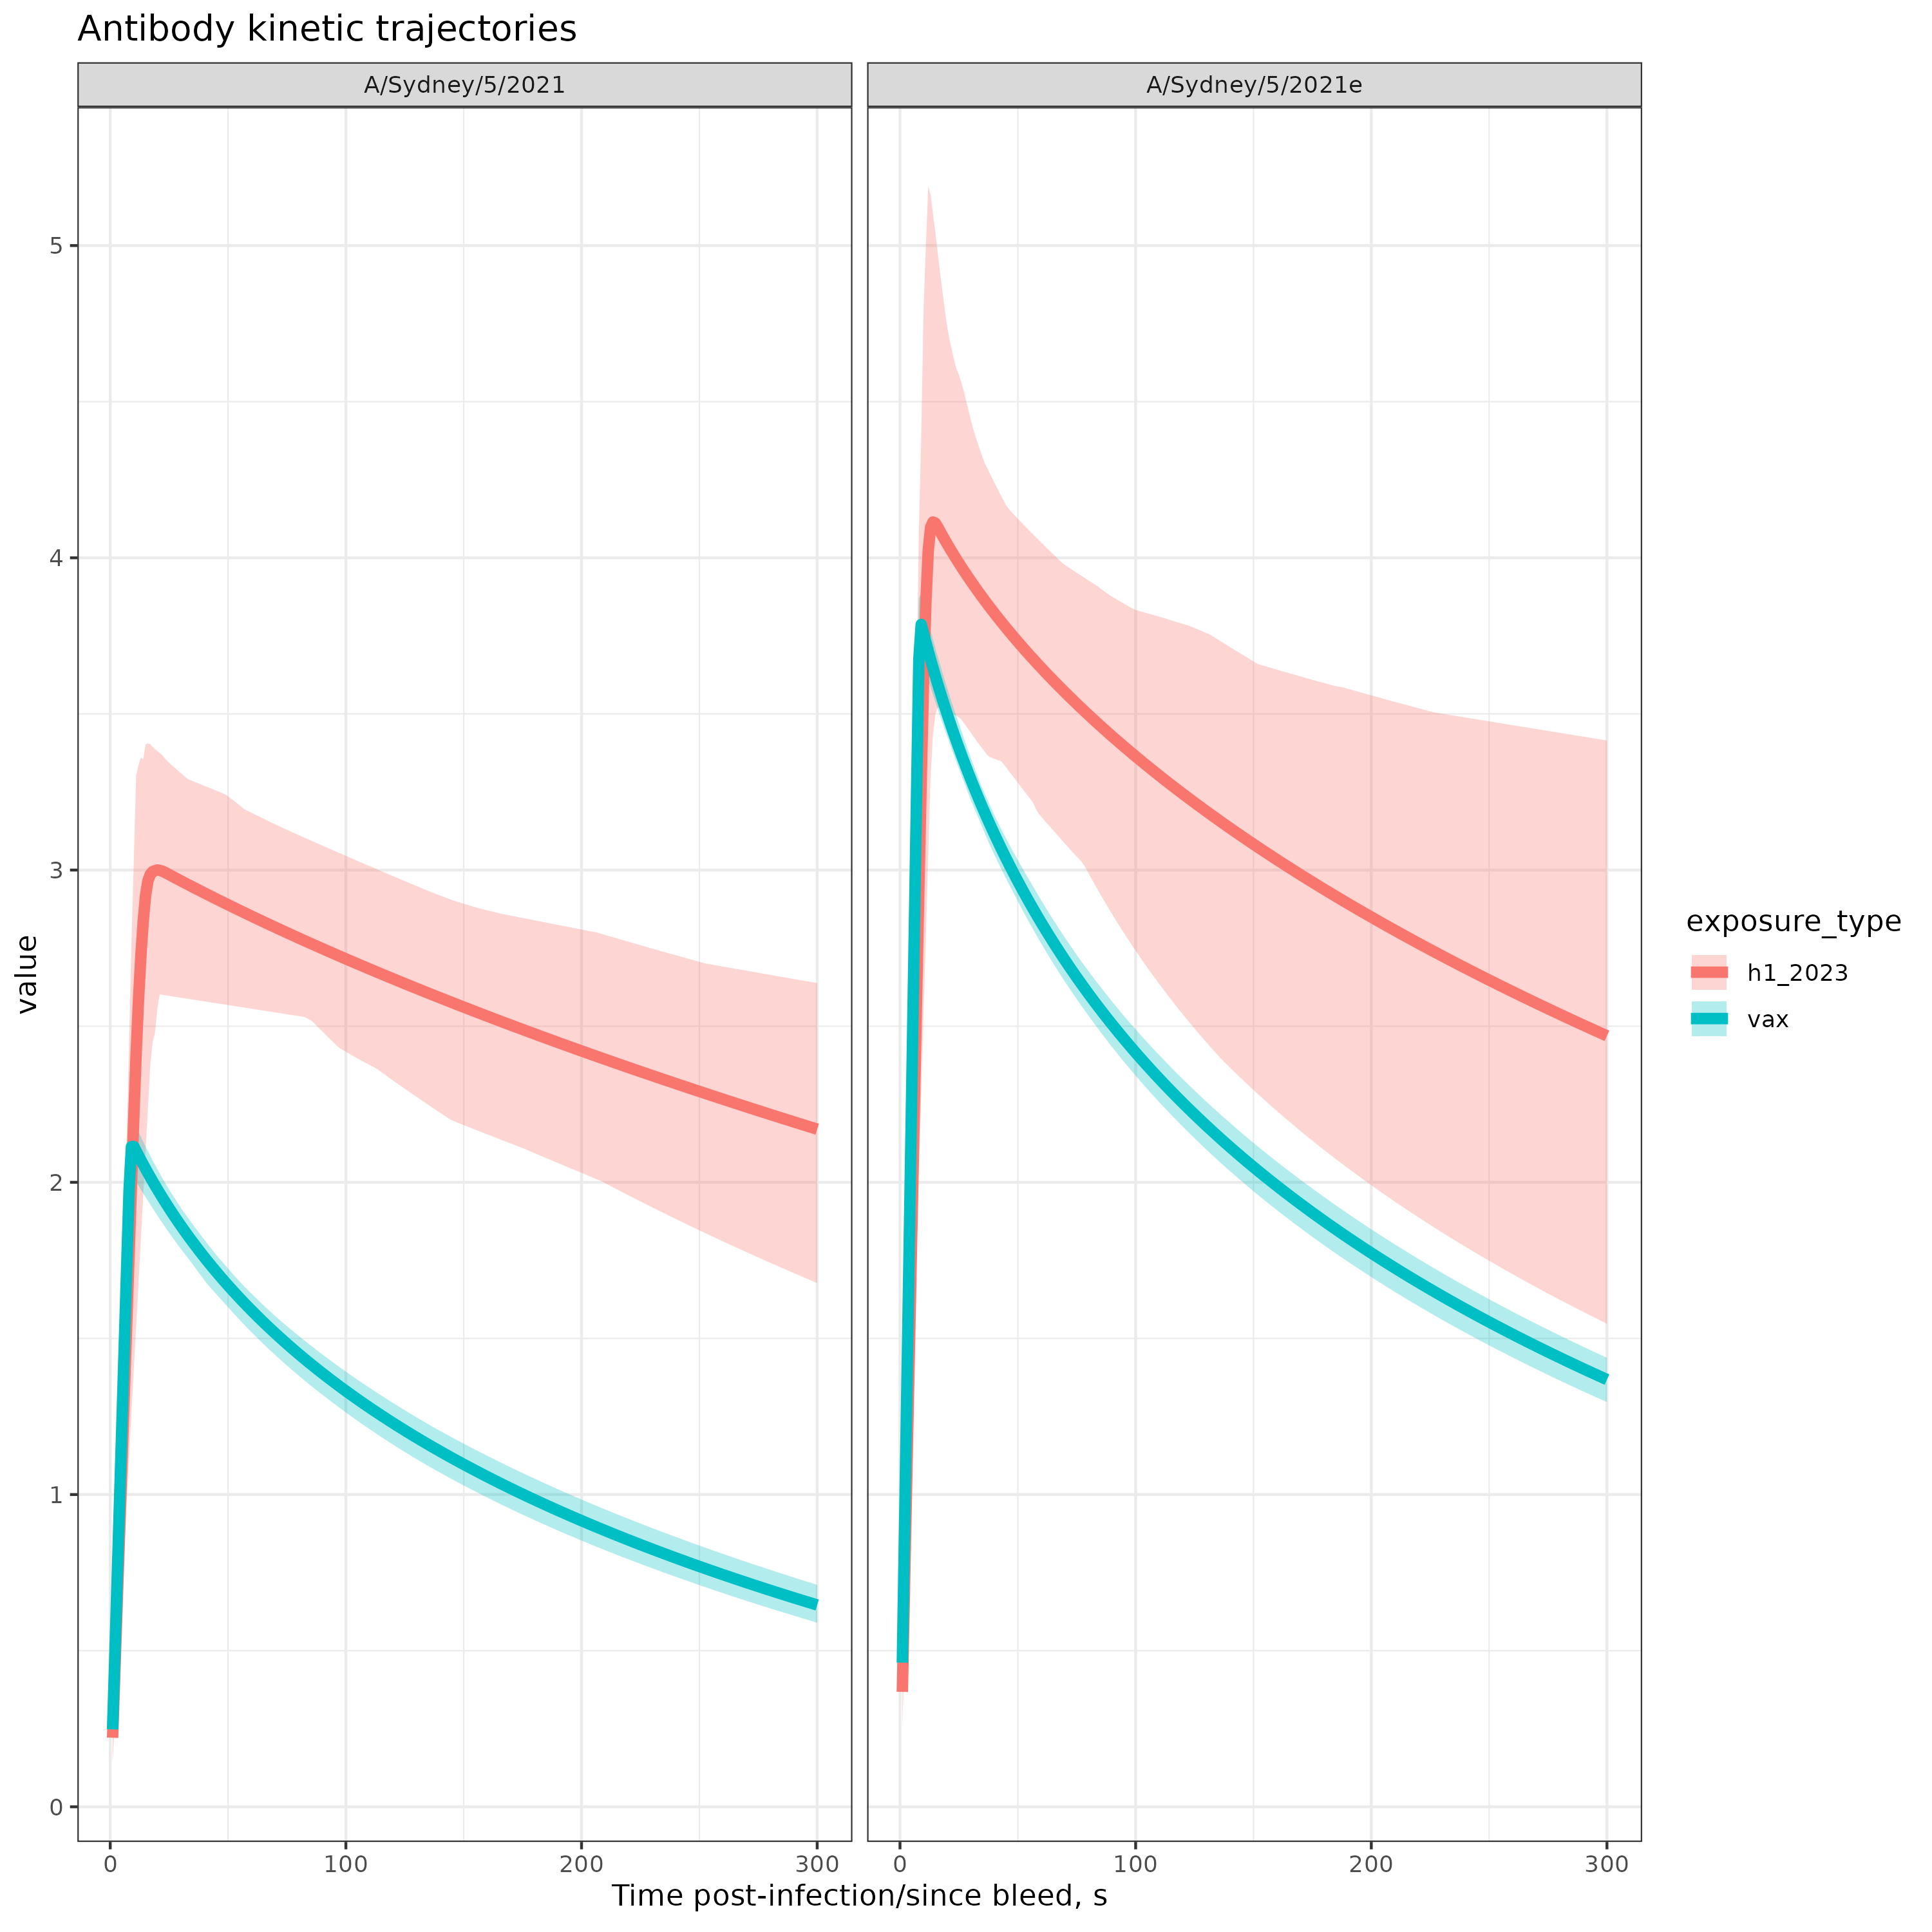 Antibody kinetic trajectories
A/Sydney/5/2021
A/Sydney/5/2021e
5
4
3
2
1
0
value
0 100 200 300
0 100 200 300
Time post-infection/since bleed, s
exposure_type
h1_2023
vax